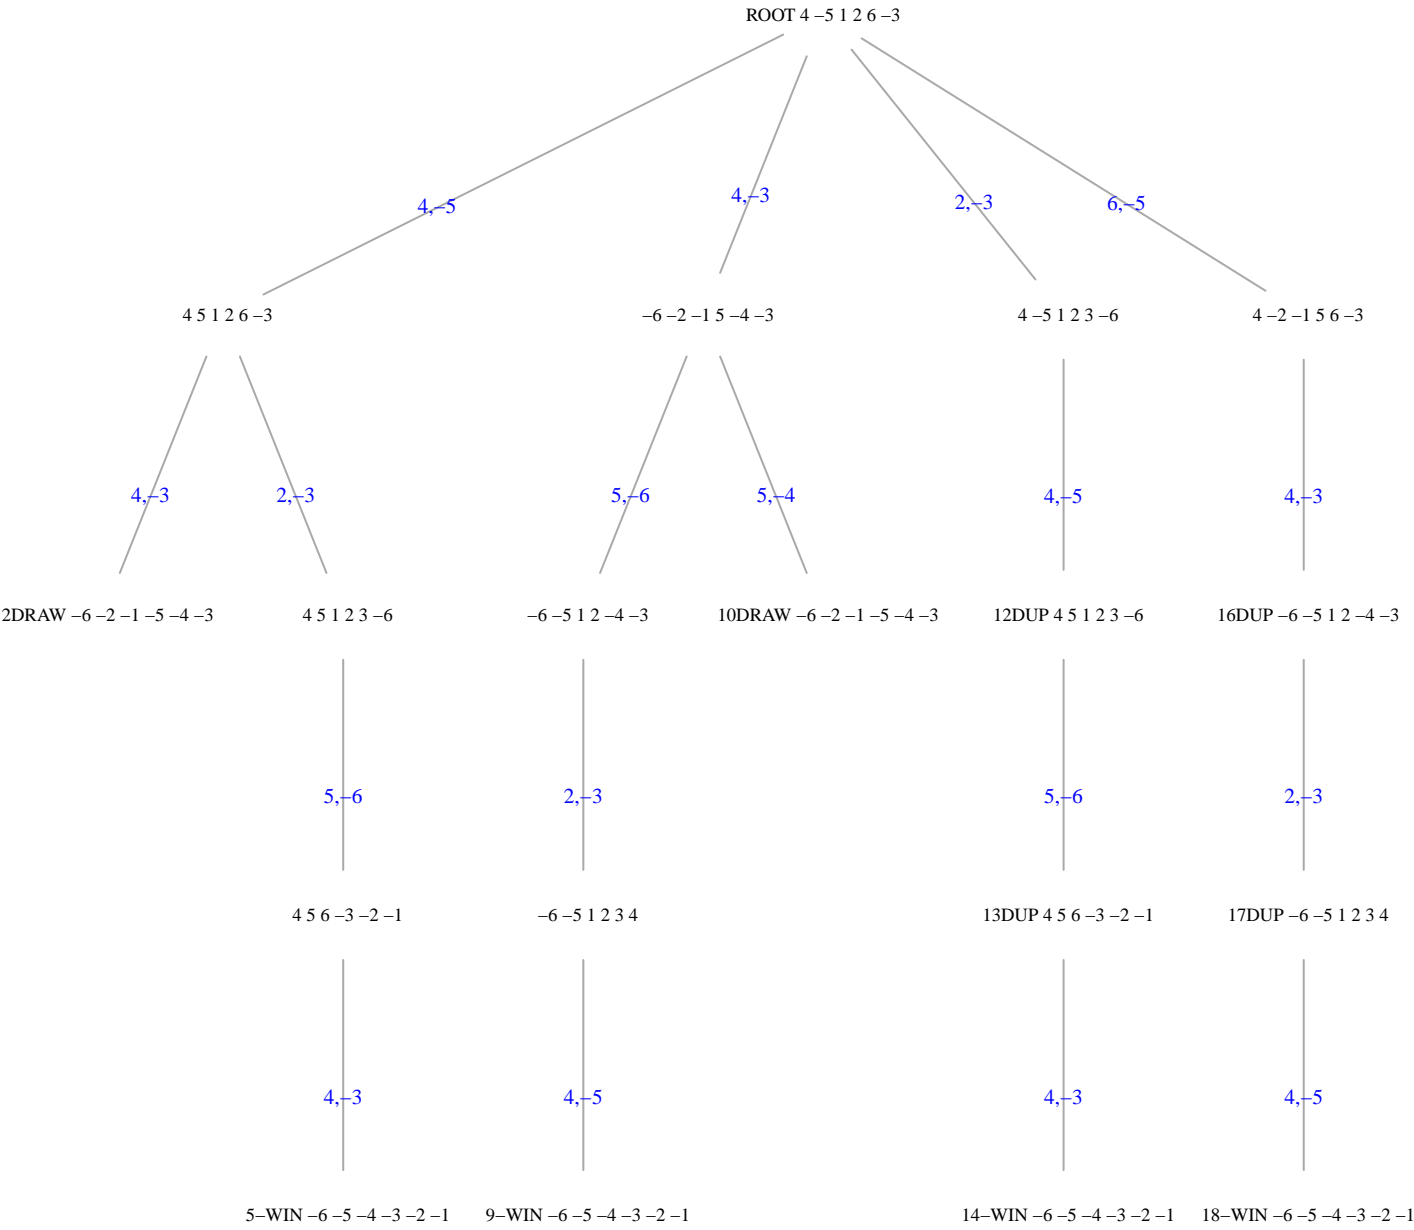 ROOT 4 –5 1 2 6 –3
4,–5
4,–3
2,–3
6,–5
4 5 1 2 6 –3
–6 –2 –1 5 –4 –3
4 –5 1 2 3 –6
4 –2 –1 5 6 –3
4,–3
2,–3
5,–6
5,–4
4,–5
4,–3
2DRAW –6 –2 –1 –5 –4 –3
4 5 1 2 3 –6
–6 –5 1 2 –4 –3
10DRAW –6 –2 –1 –5 –4 –3
12DUP 4 5 1 2 3 –6
16DUP –6 –5 1 2 –4 –3
5,–6
2,–3
5,–6
2,–3
4 5 6 –3 –2 –1
–6 –5 1 2 3 4
13DUP 4 5 6 –3 –2 –1
17DUP –6 –5 1 2 3 4
4,–3
4,–5
4,–3
4,–5
5–WIN –6 –5 –4 –3 –2 –1
9–WIN –6 –5 –4 –3 –2 –1
14–WIN –6 –5 –4 –3 –2 –1
18–WIN –6 –5 –4 –3 –2 –1